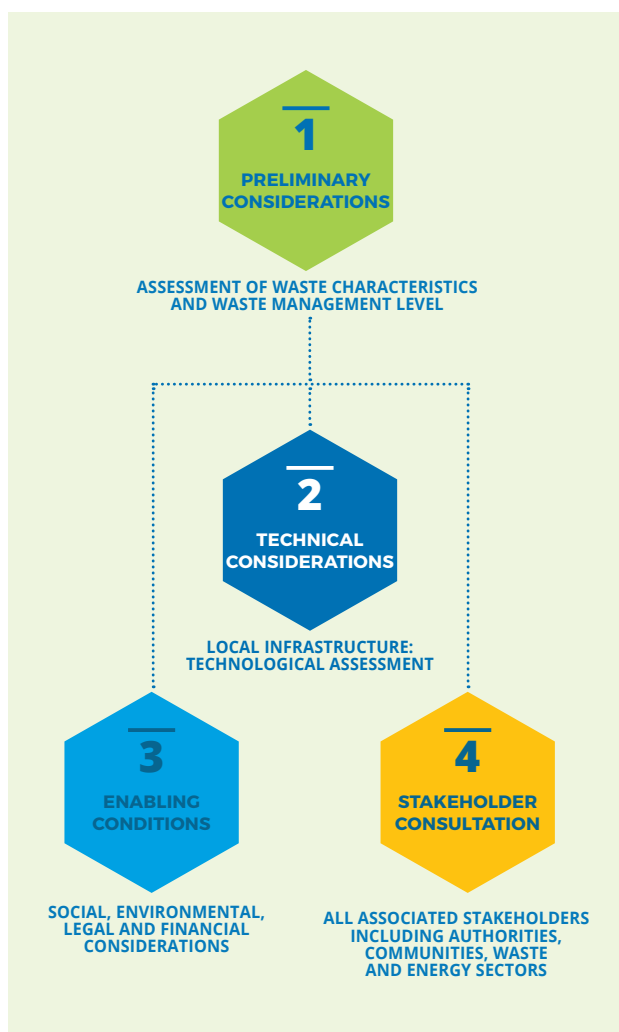 1
PRELIMINARY
CONSIDERATIONS
ASSESSMENT OF WASTE CHARACTERISTICS
AND WASTE MANAGEMENT LEVEL
2
TECHNICAL
CONSIDERATIONS
LOCAL INFRASTRUCTURE:
TECHNOLOGICAL ASSESSMENT
3
ENABLING
CONDITIONS
SOCIAL, ENVIRONMENTAL,
LEGAL AND FINANCIAL
CONSIDERATIONS
4
STAKEHOLDER
CONSULTATION
ALL ASSOCIATED STAKEHOLDERS
INCLUDING AUTHORITIES,
COMMUNITIES, WASTE
AND ENERGY SECTORS